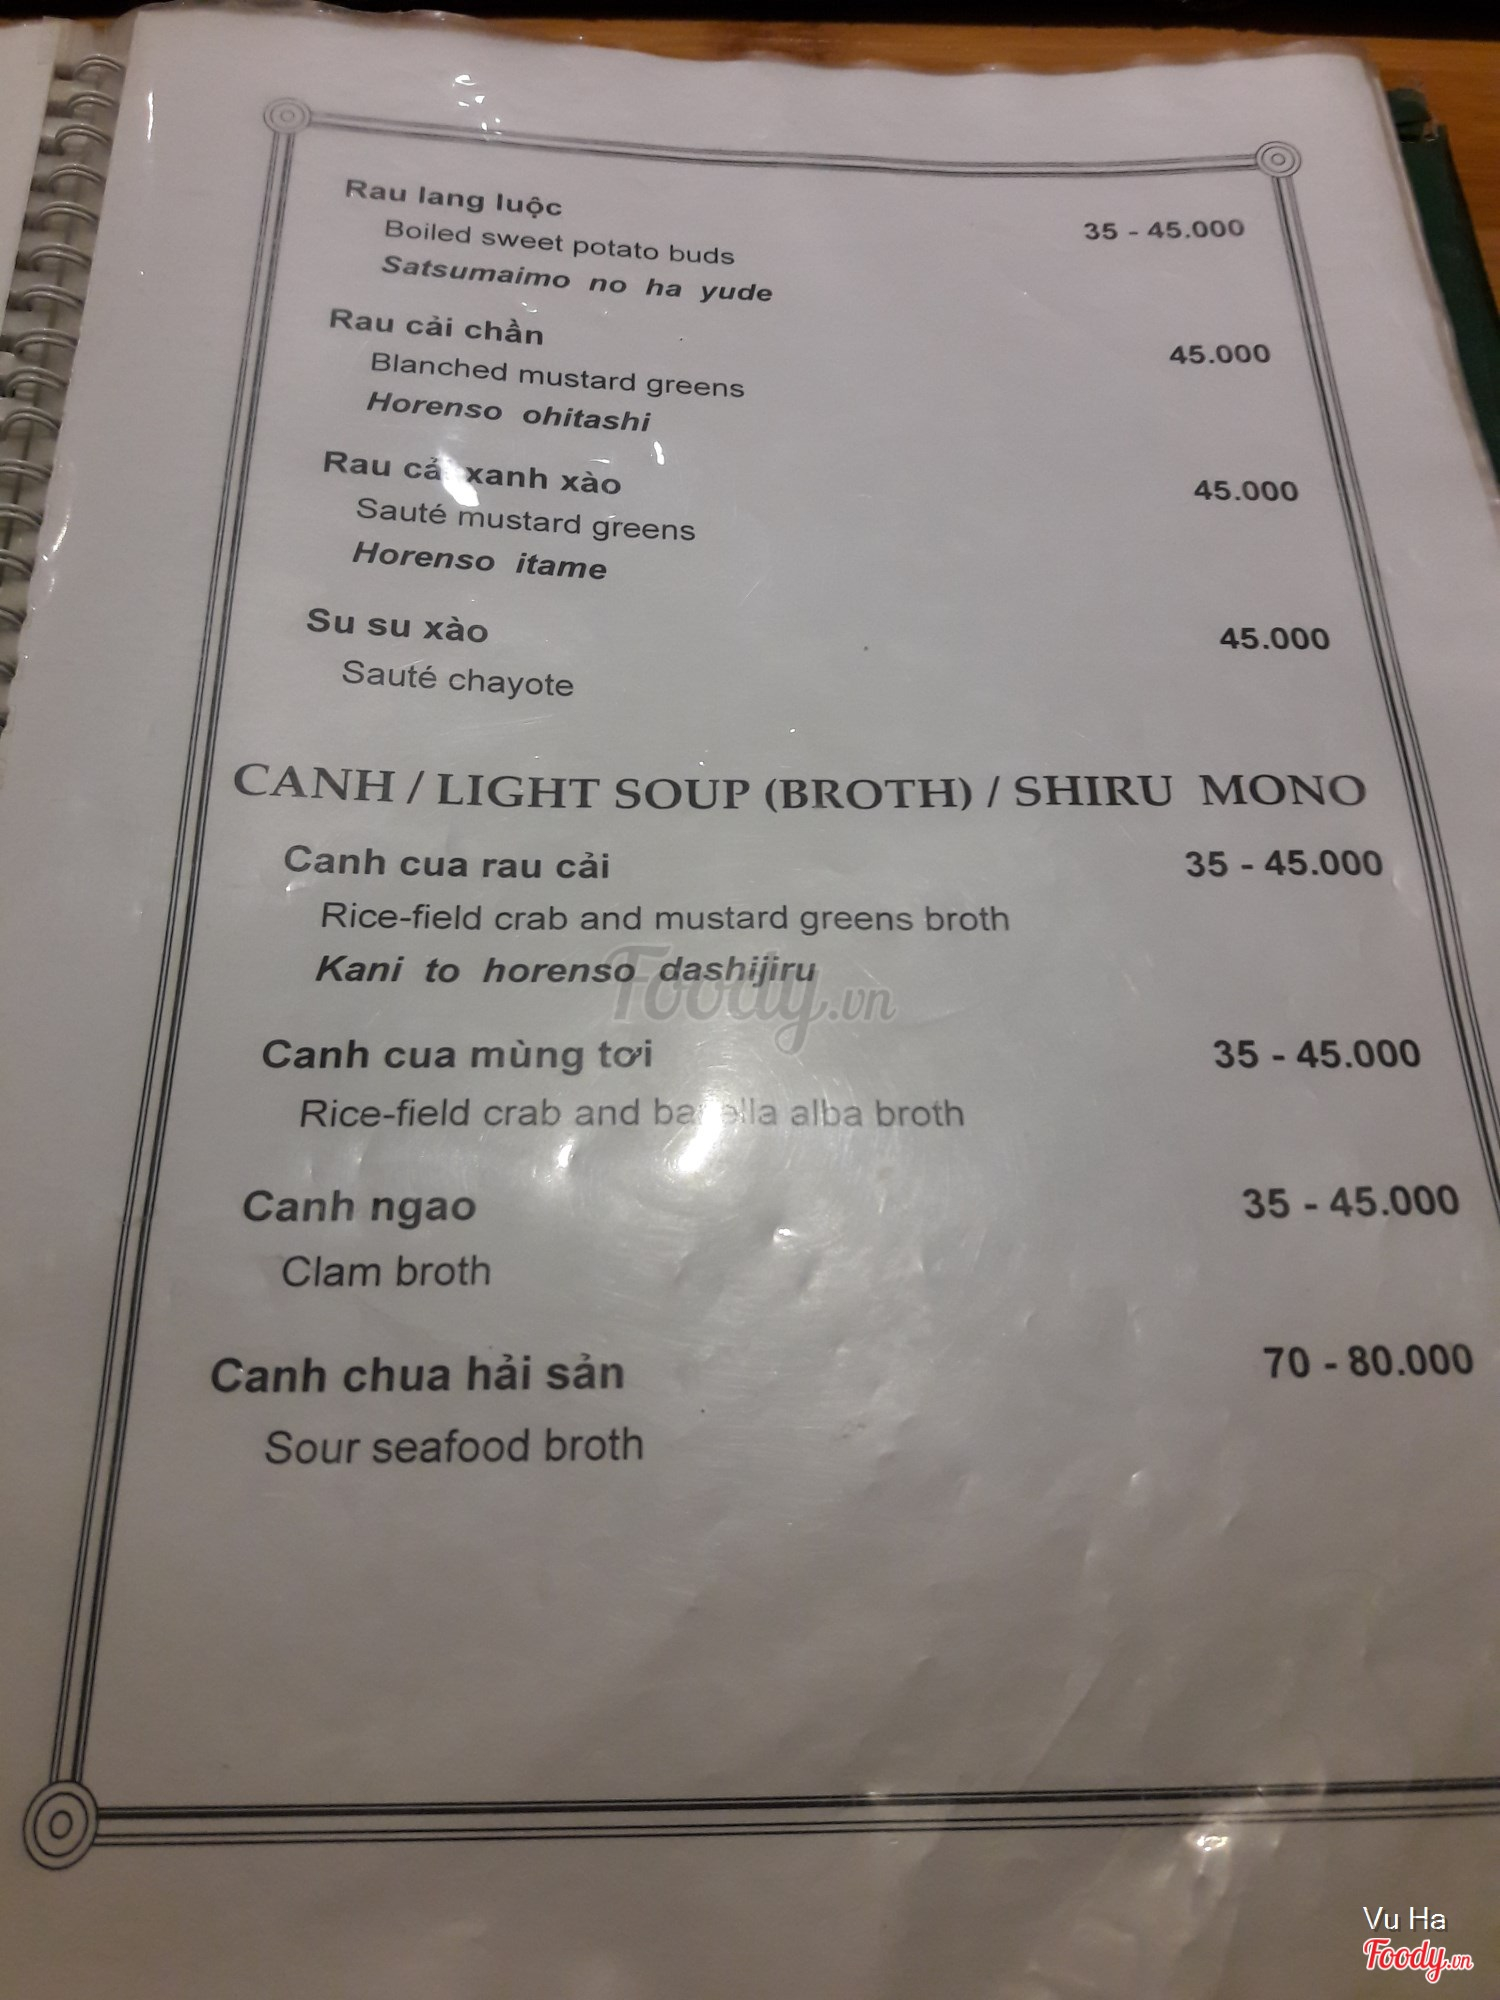 Rau lang luộc
35 - 45.000
Boiled sweet potato buds
Satsumaimo no ha yude
Rau cải chần
45.000
Blanched mustard greens
Horenso ohitashi
Rau cải xanh xào
45.000
Sauté mustard greens
Horenso itame
Su su xào
45.000
Sauté chayote
CANH / LIGHT SOUP (BROTH) / SHIRU MONO
Canh cua rau cải
35 - 45.000
Rice-field crab and mustard greens broth
Kani to horenso dashijiru
Foody.vn
Canh cua mùng tơi
35 - 45.000
Rice-field crab and basella alba broth
Canh ngao
35 - 45.000
Clam broth
Canh chua hải sản
70 - 80.000
Sour seafood broth
Vu Ha
Foody.vn